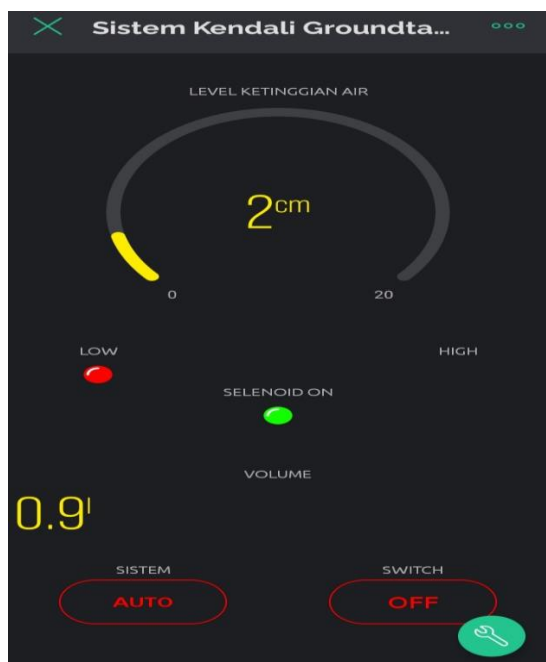 Sistem Kendali Groundta...
LEVEL KETINGGIAN AIR
2cm
0 20
LOW HIGH
SELENOID ON
VOLUME
0.9l
SISTEM SWITCH
AUTO OFF